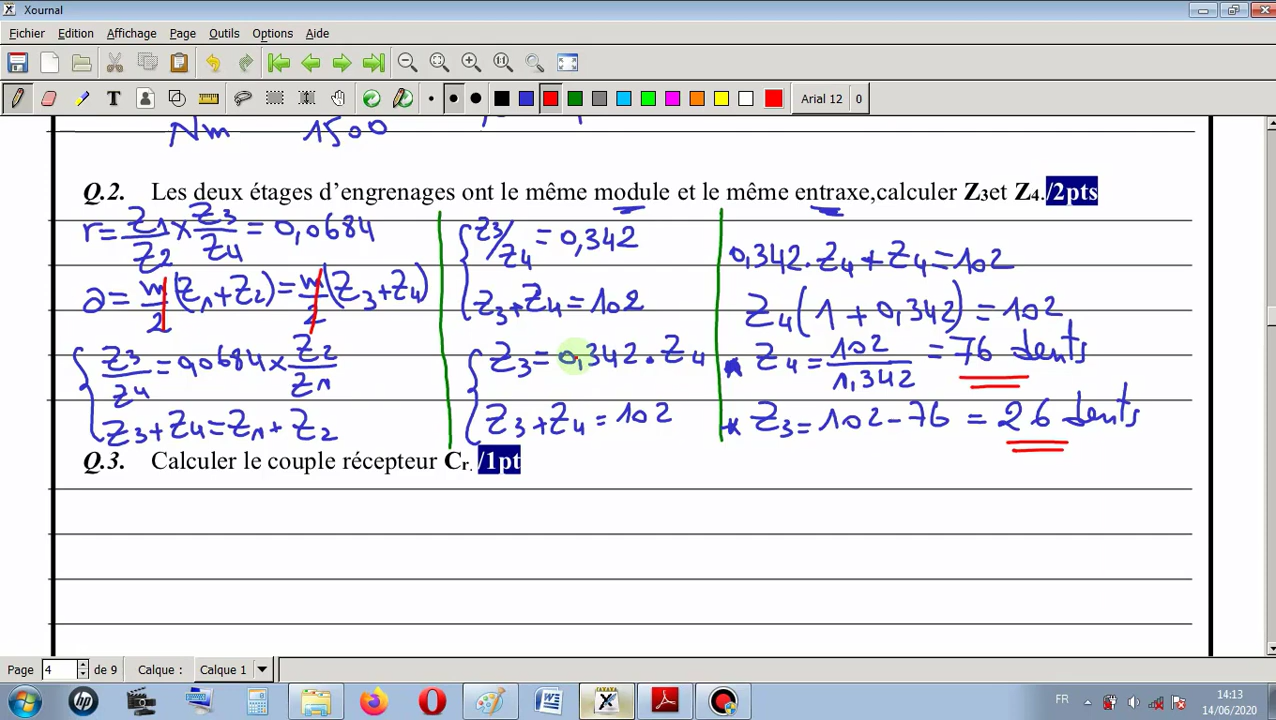 Xournal
Fichier Edition Affichage Page Outils Options Aide
Arial 12 0
Nm 1500
Q.2. Les deux étages d'engrenages ont le même module et le même entraxe,calculer Z3et Z4./2pts
r = Z1/Z2 x Z3/Z4 = 0,0684
a = m/2 (Z1+Z2) = m/2 (Z3+Z4)
Z3/Z4 = 0,0684 x Z2/Z1
Z3+Z4=Z1+Z2
Z3/Z4 = 0,342
Z3+Z4 = 102
Z3 = 0,342 . Z4
Z3+Z4 = 102
0,342.Z4+Z4=102
Z4(1+0,342)=102
* Z4 = 102/1,342 = 76 dents
* Z3=102-76 = 26 dents
Q.3. Calculer le couple récepteur Cr. /1pt
Page 4 de 9 Calque : Calque 1
FR 14:13
14/06/2020